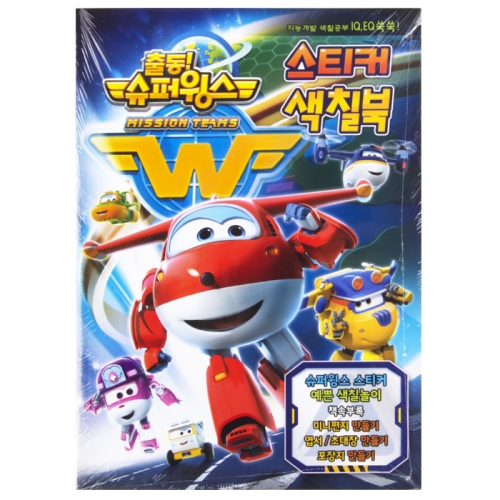 지능개발 색칠공부 IQ,EQ 쑥쑥!
출동!
슈퍼윙스
MISSION TEAMS
스티커
색칠북
W
슈퍼윙스 스티커
예쁜 색칠놀이
책속부록
미니편지 만들기
엽서 / 초대장 만들기
포장지 만들기